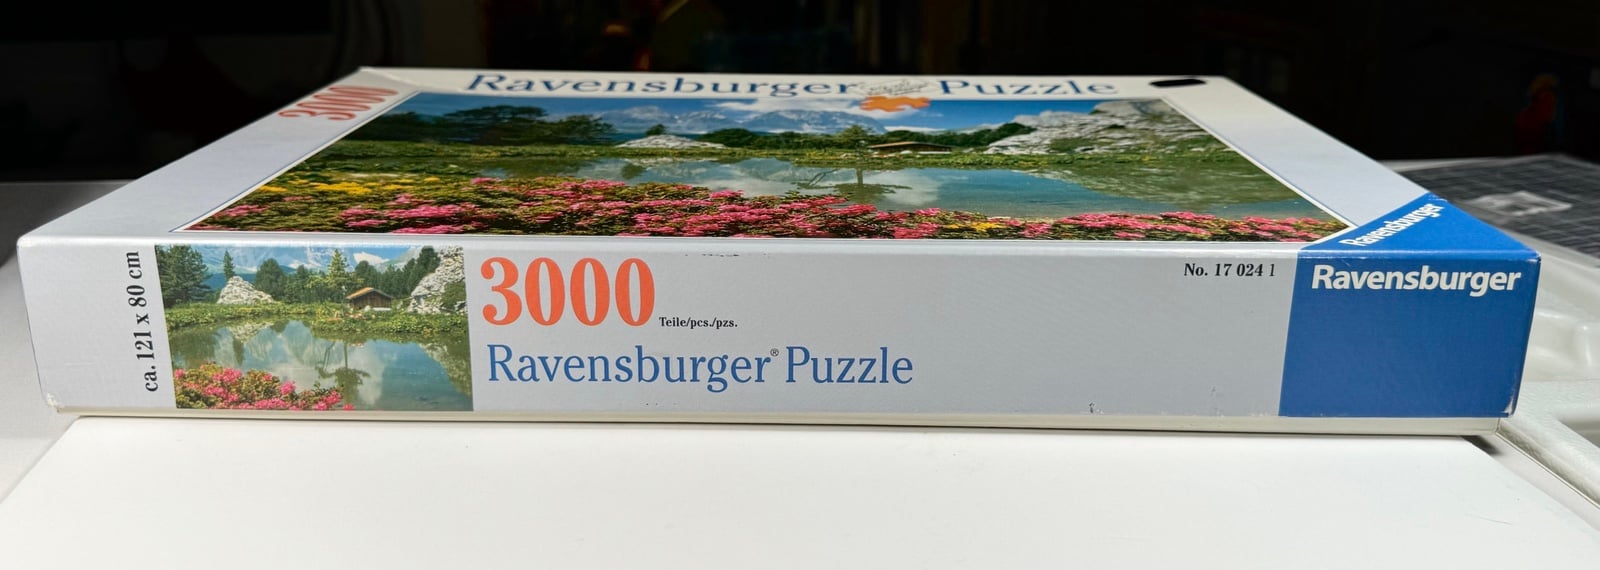 Ravensburger Puzzle
3000
Ravensburger
ca. 121 x 80 cm
3000 Teile/pcs./pzs.
Ravensburger® Puzzle
No. 17 024 1
Ravensburger